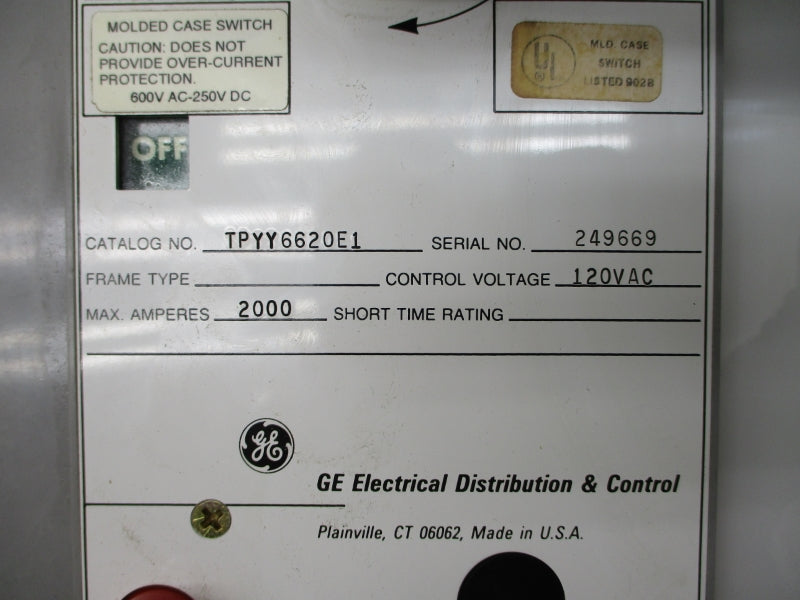 MOLDED CASE SWITCH
CAUTION: DOES NOT
PROVIDE OVER-CURRENT
PROTECTION.
600V AC-250V DC
UL
MLD. CASE
SWITCH
LISTED 902B
OFF
CATALOG NO. TPYY6620E1 SERIAL NO. 249669
FRAME TYPE CONTROL VOLTAGE 120VAC
MAX. AMPERES 2000 SHORT TIME RATING
GE
GE Electrical Distribution & Control
Plainville, CT 06062, Made in U.S.A.